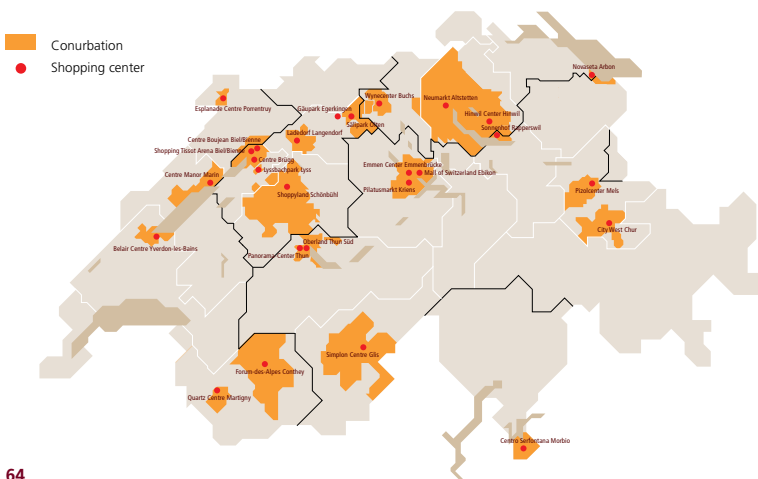 Conurbation
Shopping center
Novaseta Arbon
Esplanade Centre Porrentruy
Wynecenter Buchs
Neumarkt Altstetten
Gäupark Egerkingen
Sälipark Olten
Hinwil Center Hinwil
Sonnenhof Rapperswil
Ladedorf Langendorf
Centre Boujean Biel/Bienne
Shopping Tissot Arena Biel/Bienne
Centre Brügg
Lyssbachpark Lyss
Emmen Center Emmenbrücke
Mall of Switzerland Ebikon
Centre Manor Marin
Shoppyland Schönbühl
Pilatusmarkt Kriens
Pizolcenter Mels
City West Chur
Belair Centre Yverdon-les-Bains
Oberland Thun Süd
Panorama-Center Thun
Simplon Centre Glis
Forum-des-Alpes Conthey
Quartz Centre Martigny
Centro Serfontana Morbio
64